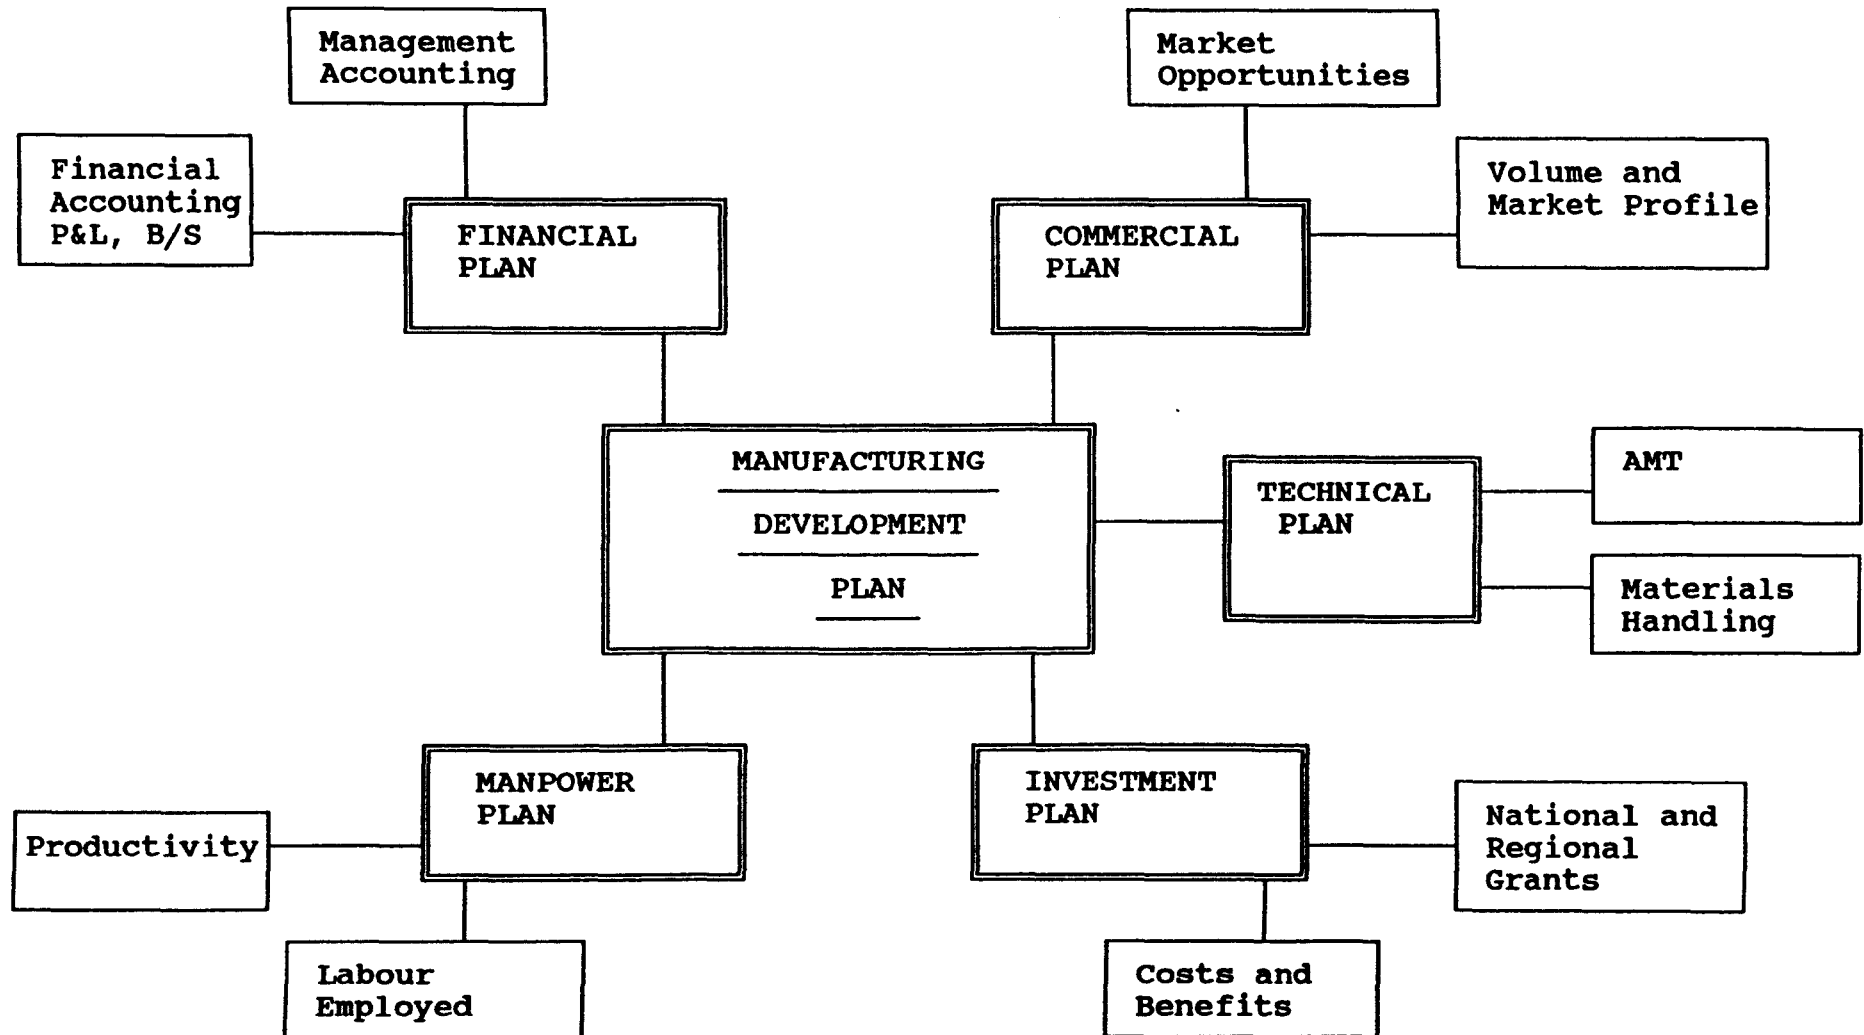 Management
Accounting
Market
Opportunities
Financial
Accounting
P&L, B/S
Volume and
Market Profile
FINANCIAL
PLAN
COMMERCIAL
PLAN
MANUFACTURING
DEVELOPMENT
PLAN
TECHNICAL
PLAN
AMT
Materials
Handling
MANPOWER
PLAN
INVESTMENT
PLAN
Productivity
National and
Regional
Grants
Labour
Employed
Costs and
Benefits